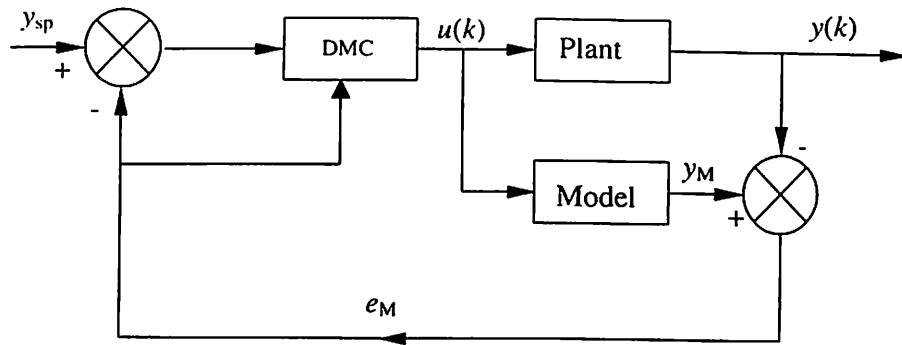 y_sp
+
-
DMC
u(k)
Plant
y(k)
-
Model
y_M
+
e_M